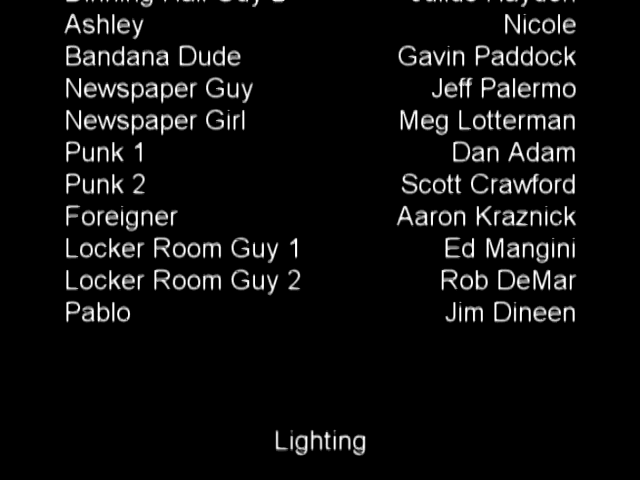 Ashley Nicole
Bandana Dude Gavin Paddock
Newspaper Guy Jeff Palermo
Newspaper Girl Meg Lotterman
Punk 1 Dan Adam
Punk 2 Scott Crawford
Foreigner Aaron Kraznick
Locker Room Guy 1 Ed Mangini
Locker Room Guy 2 Rob DeMar
Pablo Jim Dineen
Lighting